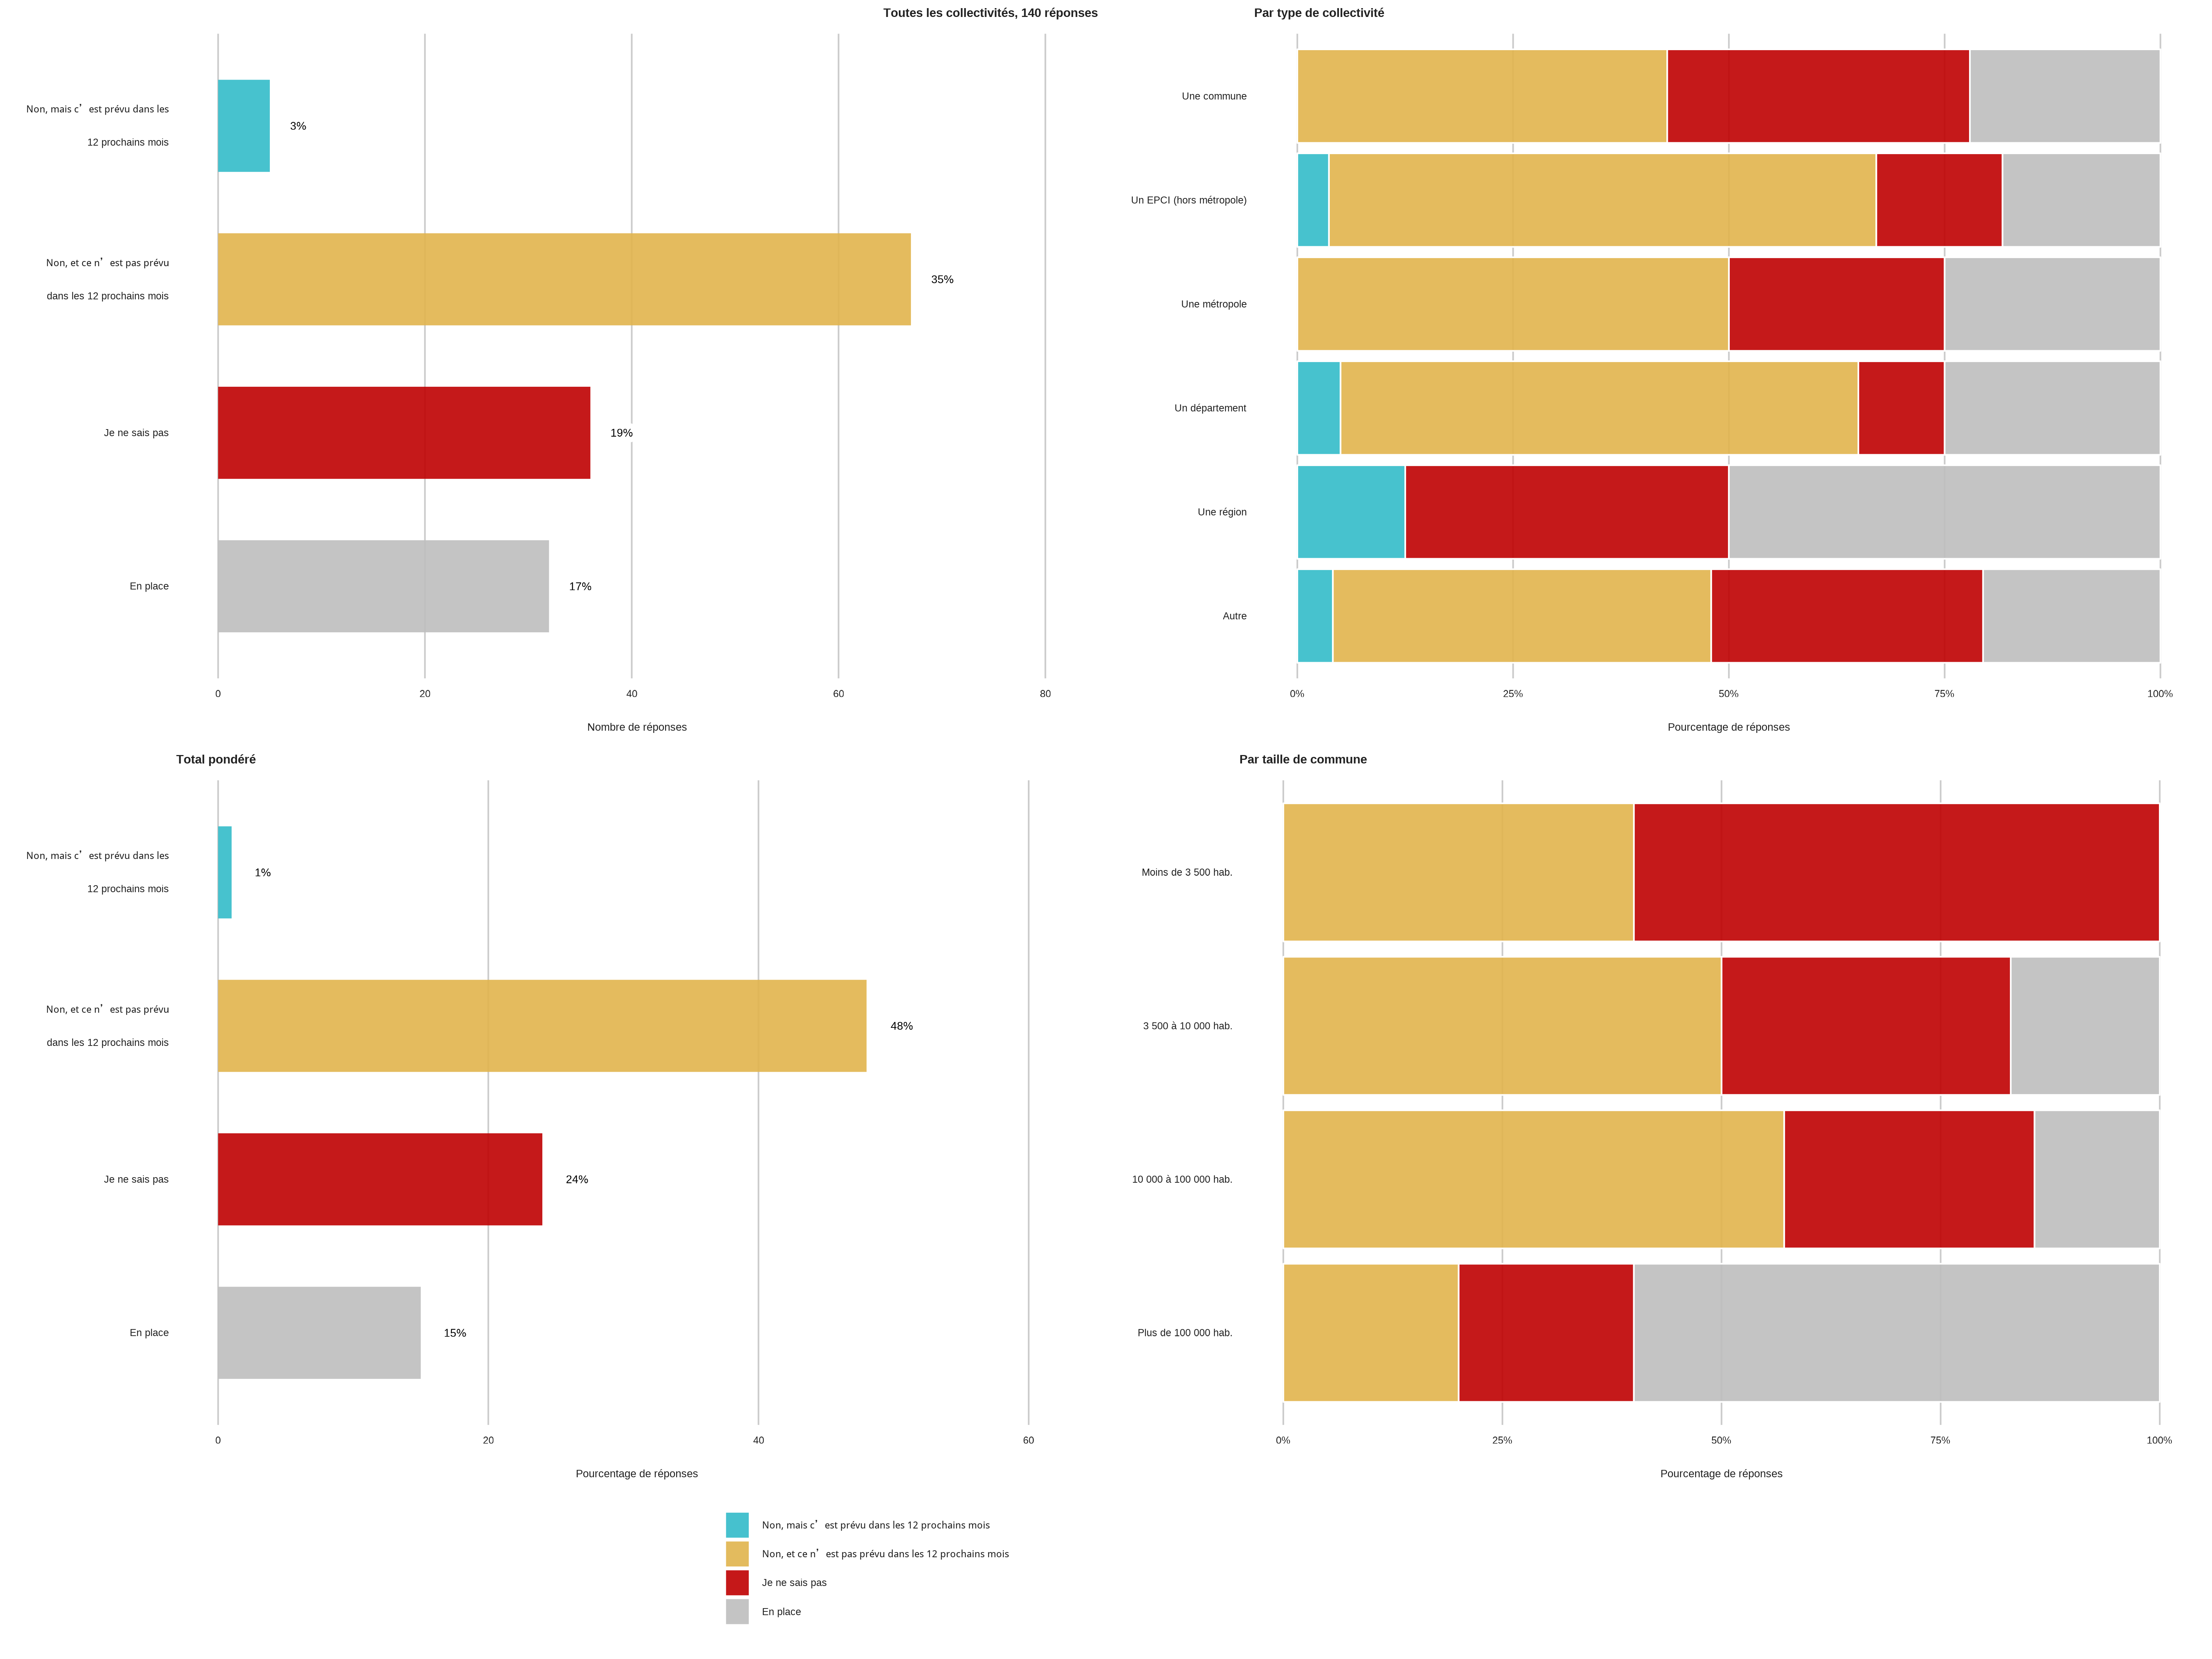 Toutes les collectivités, 140 réponses
Non, mais c’est prévu dans les
12 prochains mois
3%
Non, et ce n’est pas prévu
dans les 12 prochains mois
35%
Je ne sais pas
19%
En place
17%
0 20 40 60 80
Nombre de réponses
Par type de collectivité
Une commune
Un EPCI (hors métropole)
Une métropole
Un département
Une région
Autre
0% 25% 50% 75% 100%
Pourcentage de réponses
Total pondéré
Non, mais c’est prévu dans les
12 prochains mois
1%
Non, et ce n’est pas prévu
dans les 12 prochains mois
48%
Je ne sais pas
24%
En place
15%
0 20 40 60
Pourcentage de réponses
Par taille de commune
Moins de 3 500 hab.
3 500 à 10 000 hab.
10 000 à 100 000 hab.
Plus de 100 000 hab.
0% 25% 50% 75% 100%
Pourcentage de réponses
Non, mais c’est prévu dans les 12 prochains mois
Non, et ce n’est pas prévu dans les 12 prochains mois
Je ne sais pas
En place